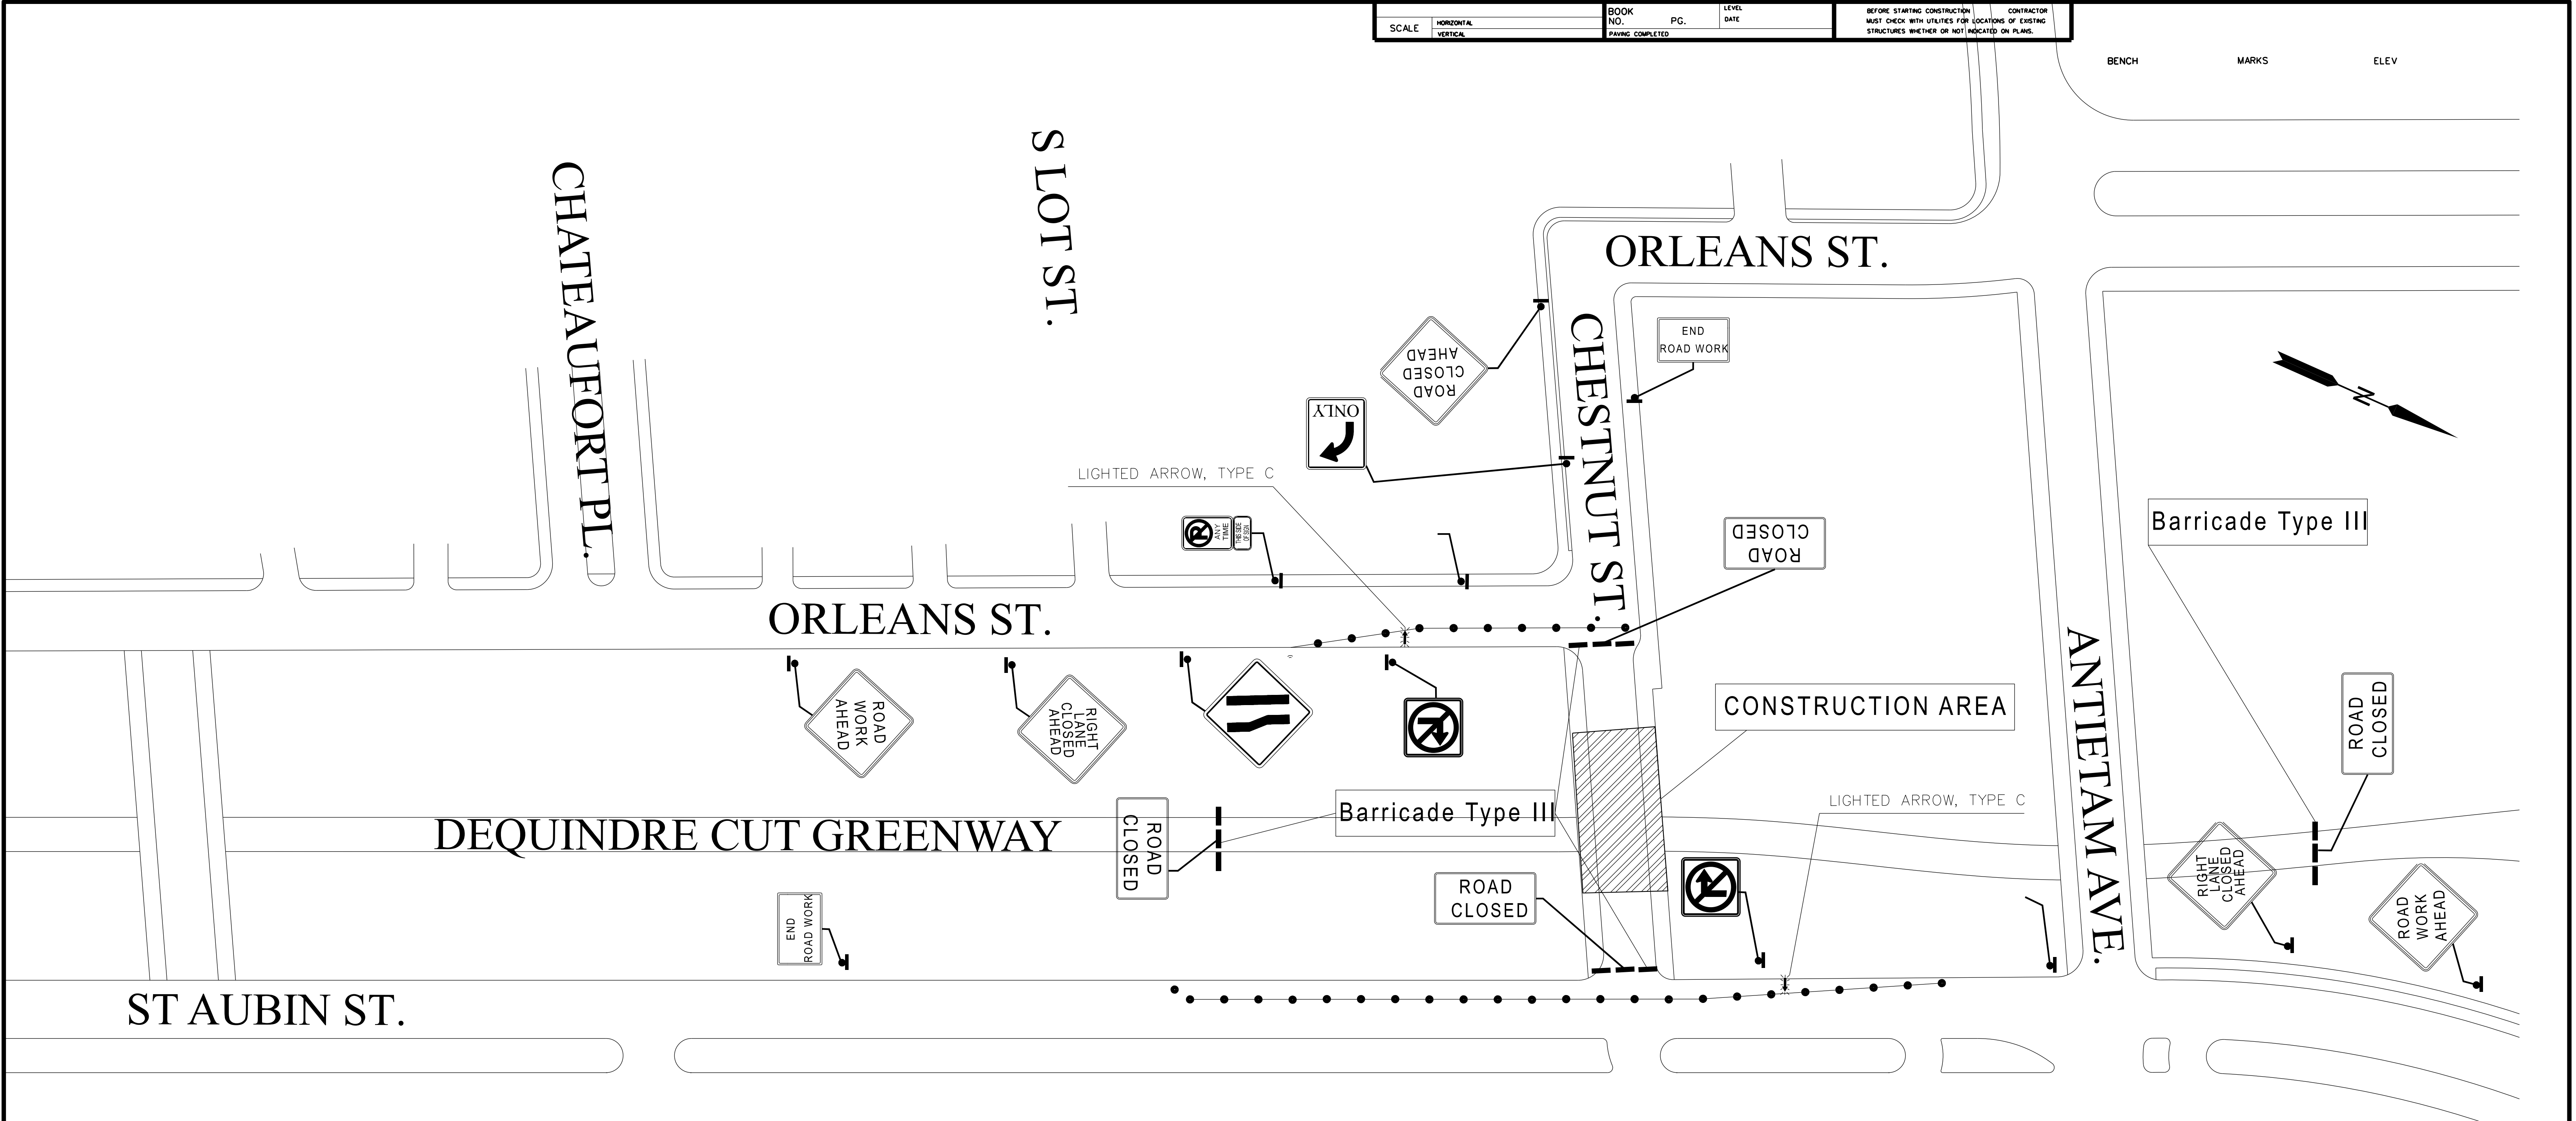 SCALE
HORIZONTAL
VERTICAL
BOOK
NO. PG.
LEVEL
DATE
PAVING COMPLETED
BEFORE STARTING CONSTRUCTION CONTRACTOR
MUST CHECK WITH UTILITIES FOR LOCATIONS OF EXISTING
STRUCTURES WHETHER OR NOT INDICATED ON PLANS.
BENCH MARKS ELEV
CHATEAUFORT PL.
S LOT ST.
ORLEANS ST.
CHESTNUT ST.
END
ROAD WORK
ROAD
CLOSED
AHEAD
ONLY
N
LIGHTED ARROW, TYPE C
P
ANY
TIME
THIS SIDE
OF SIGN
ROAD
CLOSED
Barricade Type III
ORLEANS ST.
ANTIETAM AVE.
ROAD
WORK
AHEAD
RIGHT
LANE
CLOSED
AHEAD
CONSTRUCTION AREA
ROAD
CLOSED
DEQUINDRE CUT GREENWAY
ROAD
CLOSED
Barricade Type III
LIGHTED ARROW, TYPE C
RIGHT
LANE
CLOSED
AHEAD
ROAD
WORK
AHEAD
END
ROAD WORK
ROAD
CLOSED
ST AUBIN ST.